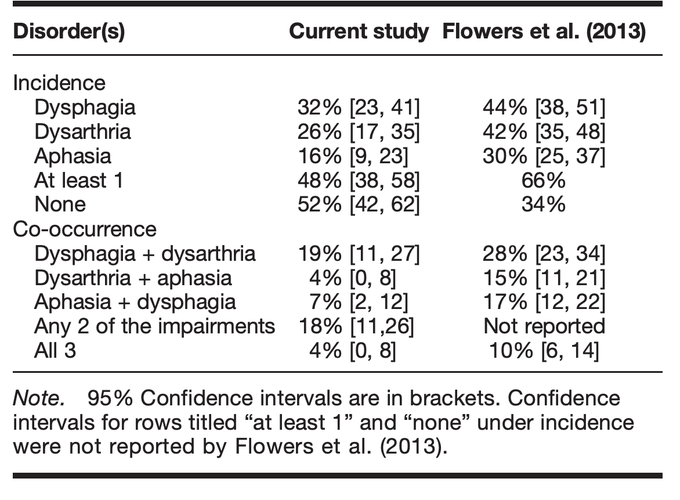 Disorder(s) Current study Flowers et al. (2013)
Incidence
Dysphagia 32% [23, 41] 44% [38, 51]
Dysarthria 26% [17, 35] 42% [35, 48]
Aphasia 16% [9, 23] 30% [25, 37]
At least 1 48% [38, 58] 66%
None 52% [42, 62] 34%
Co-occurrence
Dysphagia + dysarthria 19% [11, 27] 28% [23, 34]
Dysarthria + aphasia 4% [0, 8] 15% [11, 21]
Aphasia + dysphagia 7% [2, 12] 17% [12, 22]
Any 2 of the impairments 18% [11,26] Not reported
All 3 4% [0, 8] 10% [6, 14]
Note. 95% Confidence intervals are in brackets. Confidence
intervals for rows titled “at least 1” and “none” under incidence
were not reported by Flowers et al. (2013).